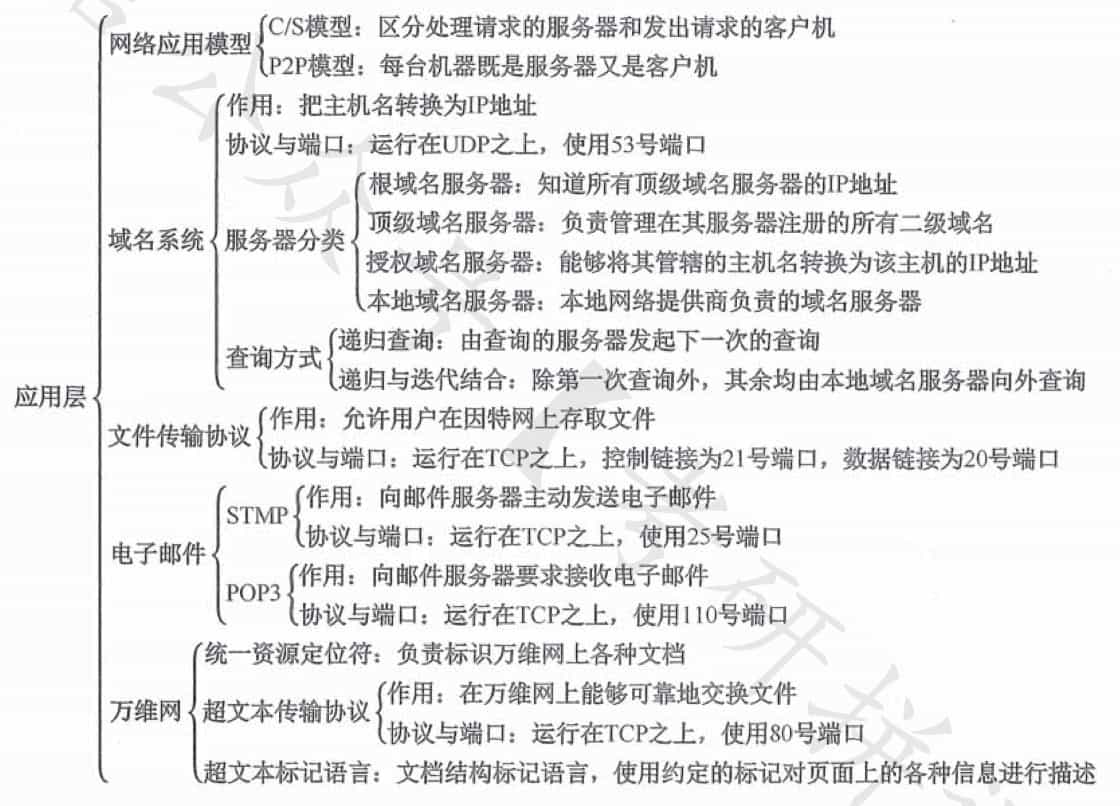 网络应用模型
C/S模型：区分处理请求的服务器和发出请求的客户机
P2P模型：每台机器既是服务器又是客户机
作用：把主机名转换为IP地址
协议与端口：运行在UDP之上，使用53号端口
根域名服务器：知道所有顶级域名服务器的IP地址
顶级域名服务器：负责管理在其服务器注册的所有二级域名
域名系统
服务器分类
授权域名服务器：能够将其管辖的主机名转换为该主机的IP地址
本地域名服务器：本地网络提供商负责的域名服务器
递归查询：由查询的服务器发起下一次的查询
查询方式
递归与迭代结合：除第一次查询外，其余均由本地域名服务器向外查询
应用层
作用：允许用户在因特网上存取文件
文件传输协议
协议与端口：运行在TCP之上，控制链接为21号端口，数据链接为20号端口
作用：向邮件服务器主动发送电子邮件
STMP
协议与端口：运行在TCP之上，使用25号端口
电子邮件
作用：向邮件服务器要求接收电子邮件
POP3
协议与端口：运行在TCP之上，使用110号端口
统一资源定位符：负责标识万维网上各种文档
作用：在万维网上能够可靠地交换文件
万维网
超文本传输协议
协议与端口：运行在TCP之上，使用80号端口
超文本标记语言：文档结构标记语言，使用约定的标记对页面上的各种信息进行描述